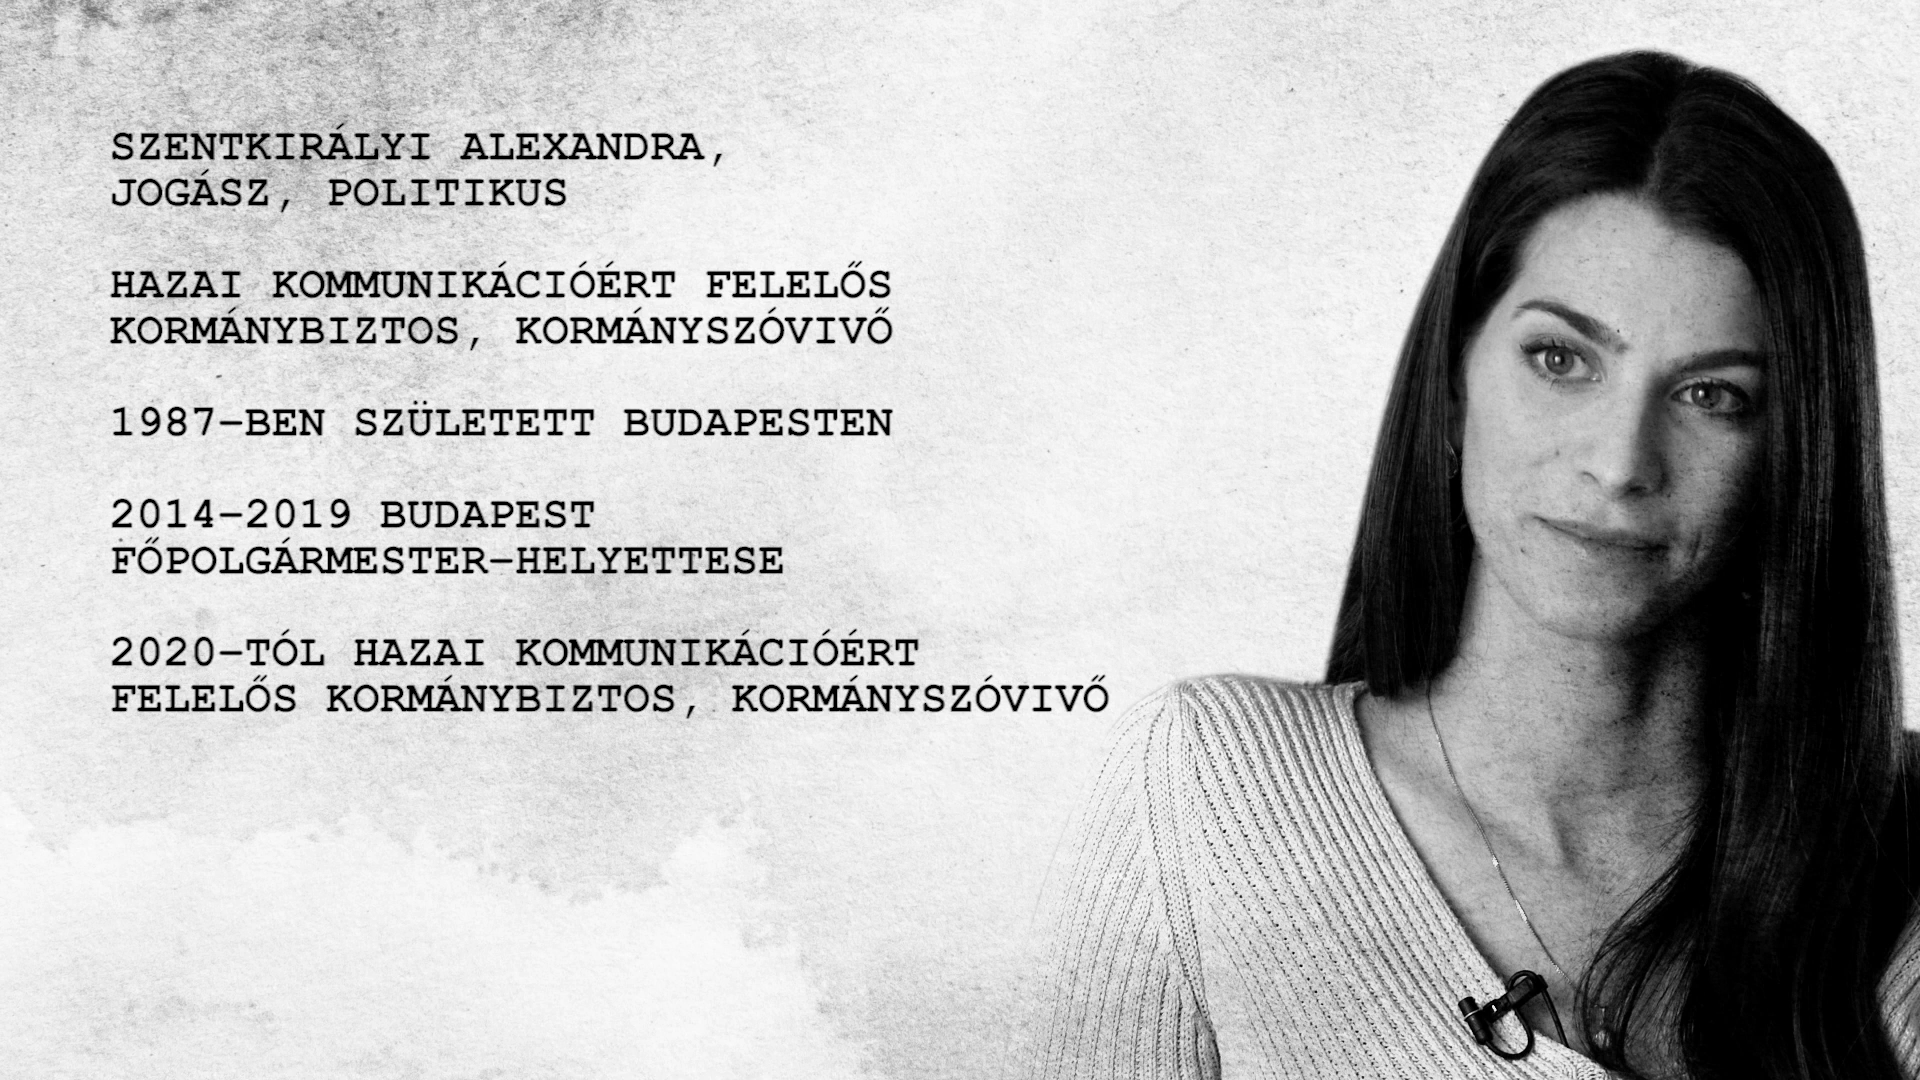 SZENTKIRÁLYI ALEXANDRA,
JOGÁSZ, POLITIKUS
HAZAI KOMMUNIKÁCIÓÉRT FELELŐS
KORMÁNYBIZTOS, KORMÁNYSZÓVIVŐ
1987-BEN SZÜLETETT BUDAPESTEN
2014-2019 BUDAPEST
FŐPOLGÁRMESTER-HELYETTESE
2020-TÓL HAZAI KOMMUNIKÁCIÓÉRT
FELELŐS KORMÁNYBIZTOS, KORMÁNYSZÓVIVŐ